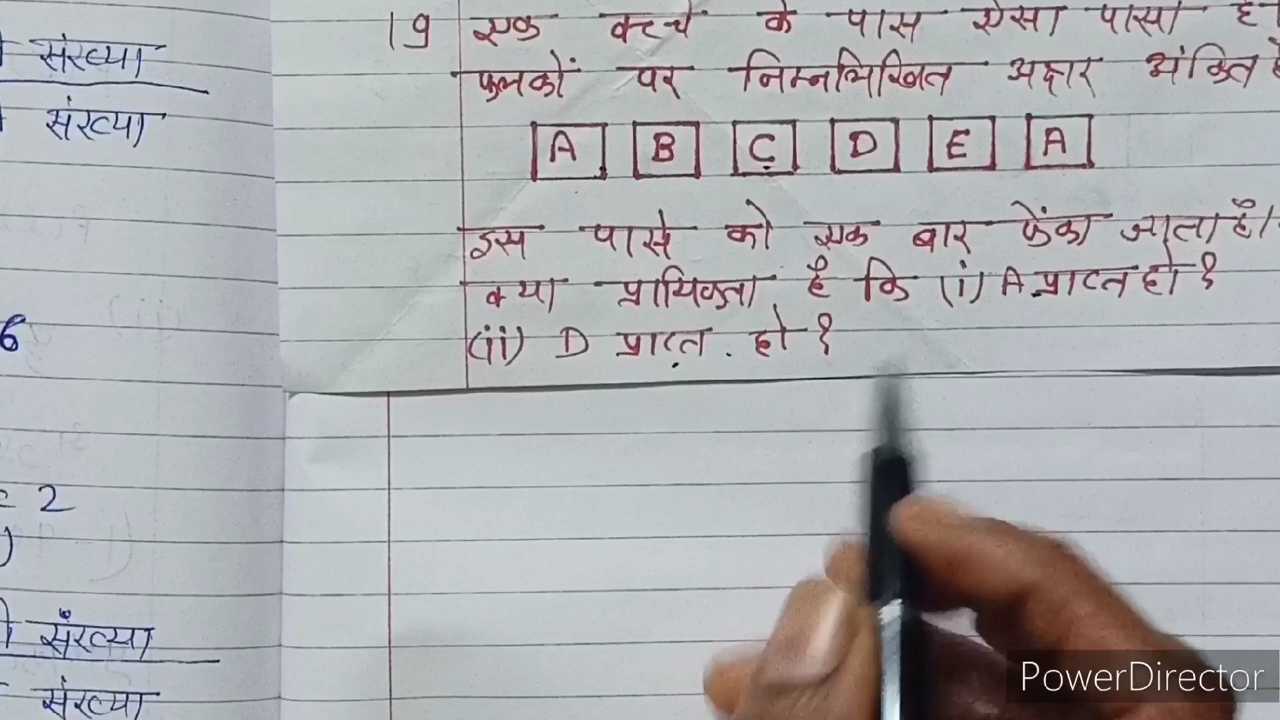 संख्या
संख्या
6
= 2
संख्या
संख्या
19 एक बच्चे के पास ऐसा पासा है
फलकों पर निम्नलिखित अक्षर अंकित है
A B C D E A
इस पासे को एक बार फेंका जाता है।
क्या प्रायिकता है कि (i) A प्राप्त हो ?
(ii) D प्राप्त हो ?
PowerDirector